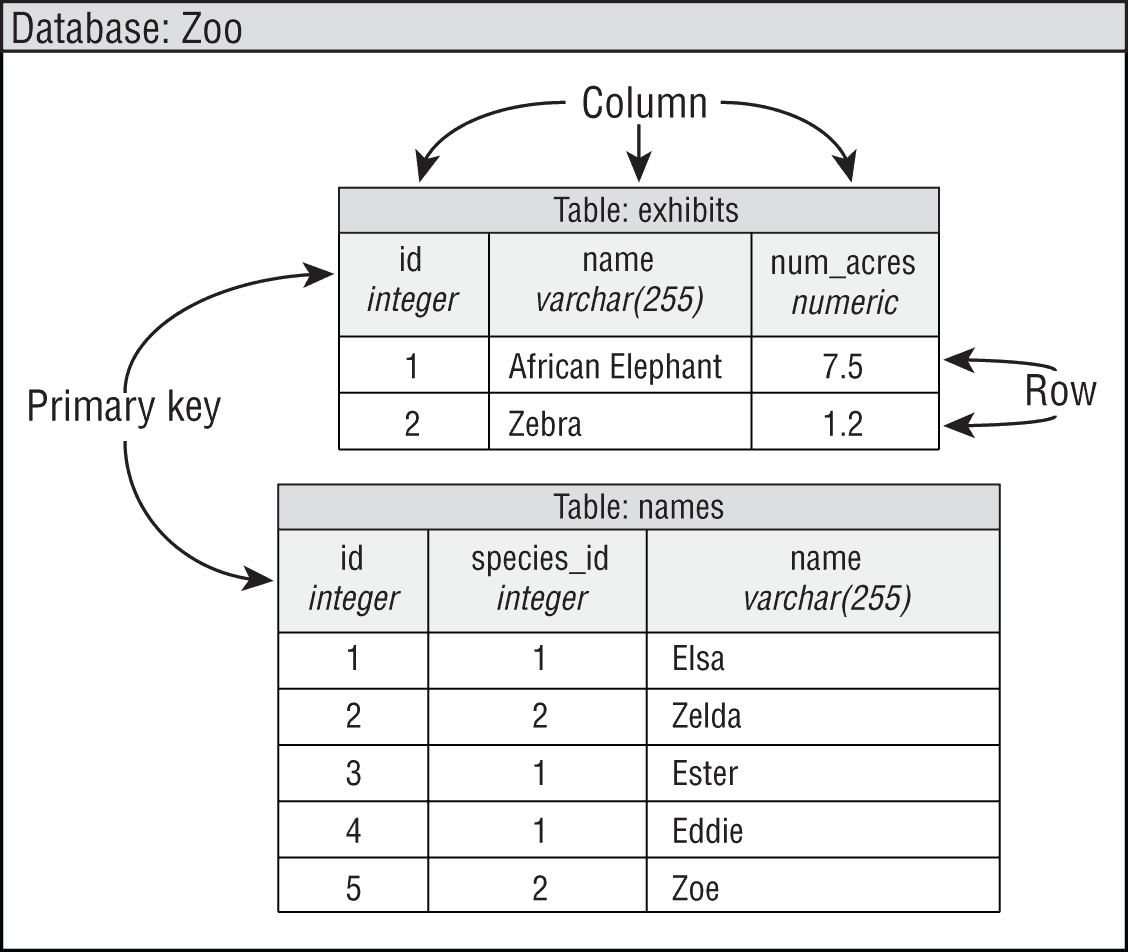 Database: Zoo
Column
Table: exhibits
id name num_acres
integer varchar(255) numeric
1 African Elephant 7.5
2 Zebra 1.2
Row
Primary key
Table: names
id species_id name
integer integer varchar(255)
1 1 Elsa
2 2 Zelda
3 1 Ester
4 1 Eddie
5 2 Zoe